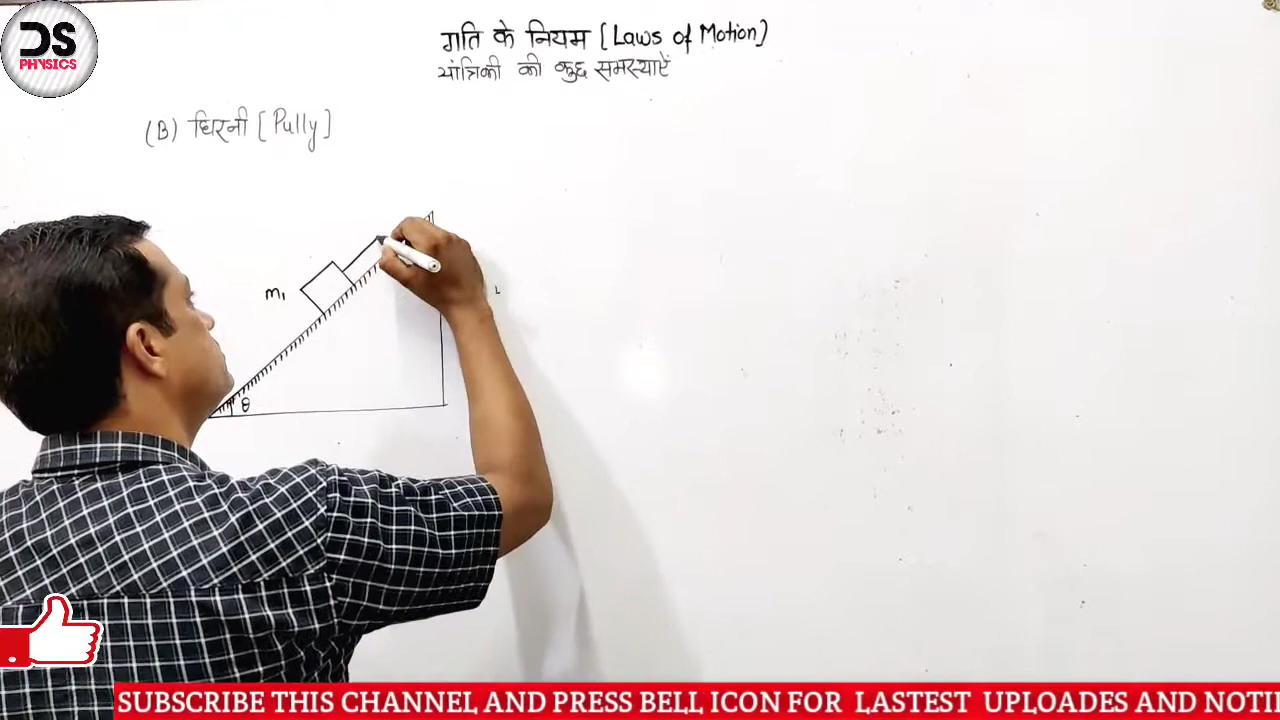 DS
PHYSICS
गति के नियम [Laws of Motion]
यांत्रिकी की कुछ समस्याऐं
(B) घिरनी [Pully]
m₁
θ
SUBSCRIBE THIS CHANNEL AND PRESS BELL ICON FOR LASTEST UPLOADES AND